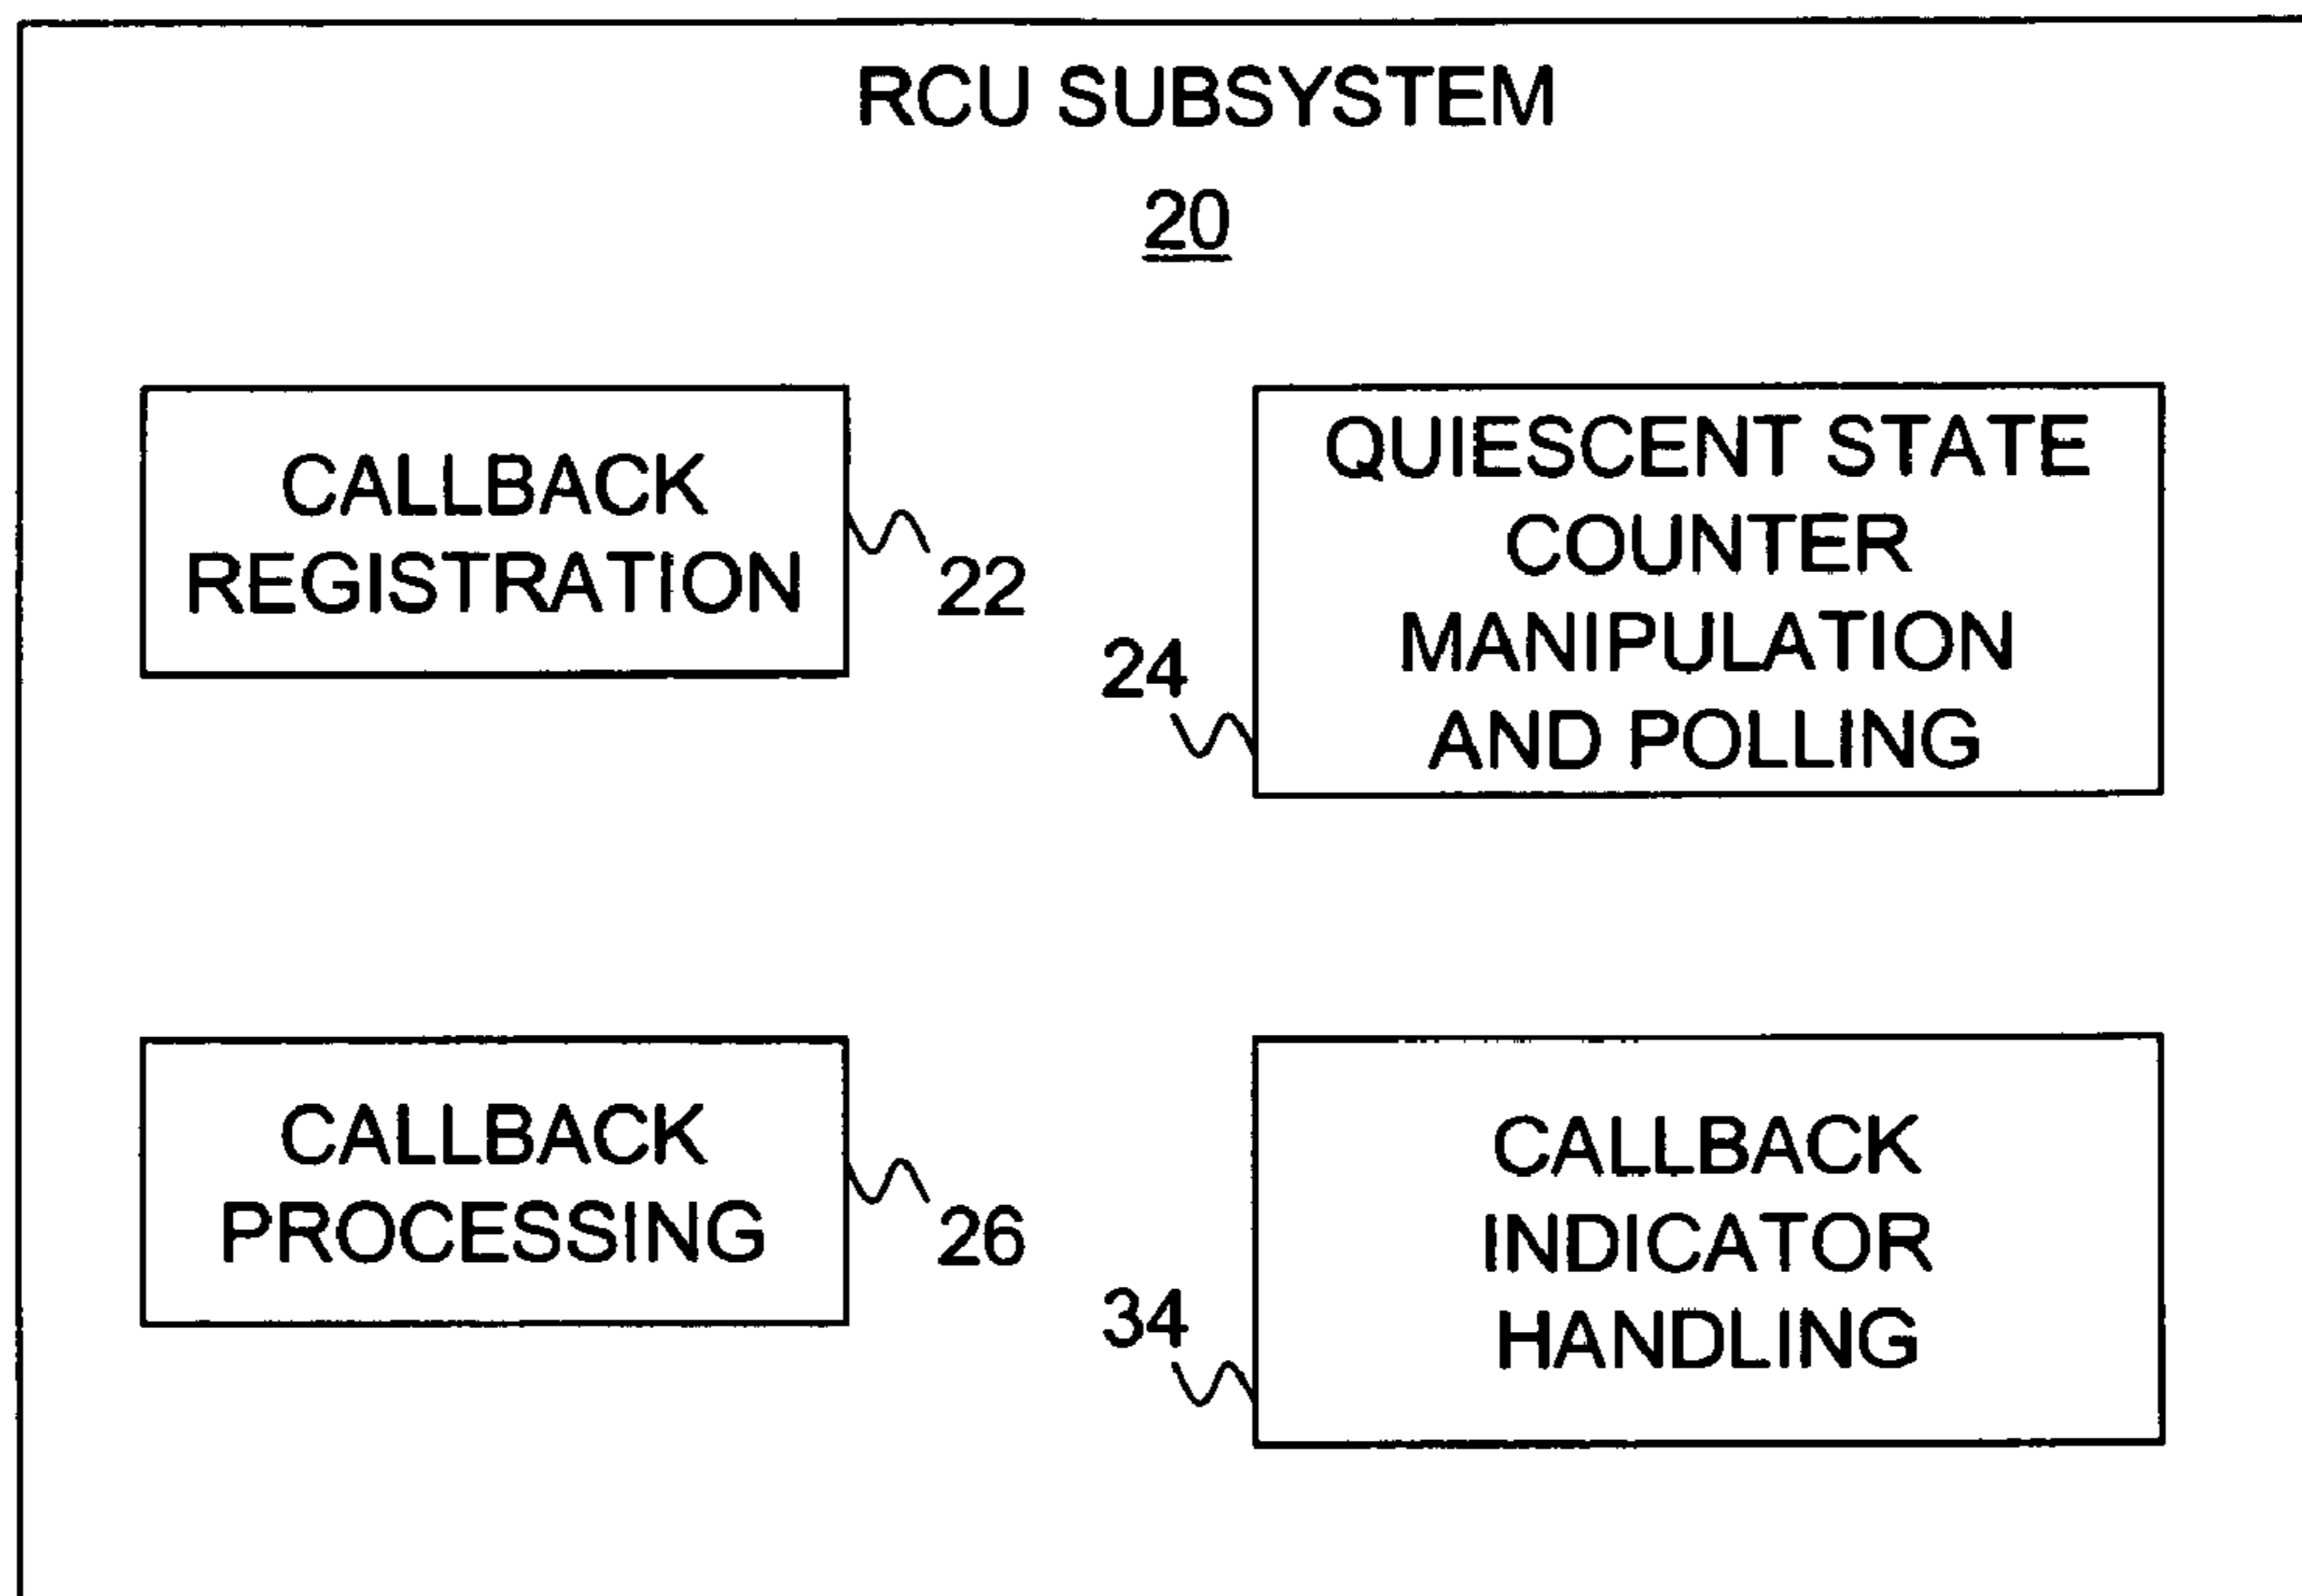 RCU SUBSYSTEM
20
CALLBACK
REGISTRATION
22
QUIESCENT STATE
COUNTER
MANIPULATION
AND POLLING
24
CALLBACK
PROCESSING
26
CALLBACK
INDICATOR
HANDLING
34